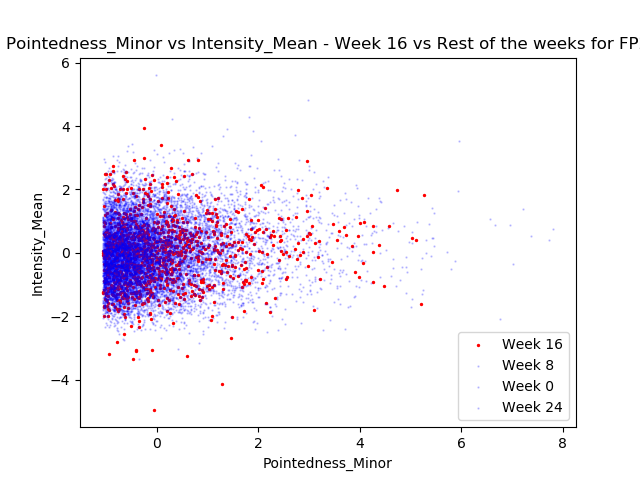 Pointedness_Minor vs Intensity_Mean - Week 16 vs Rest of the weeks for FP
6
4
2
0
−2
−4
Intensity_Mean
0
2
4
6
8
Pointedness_Minor
Week 16
Week 8
Week 0
Week 24